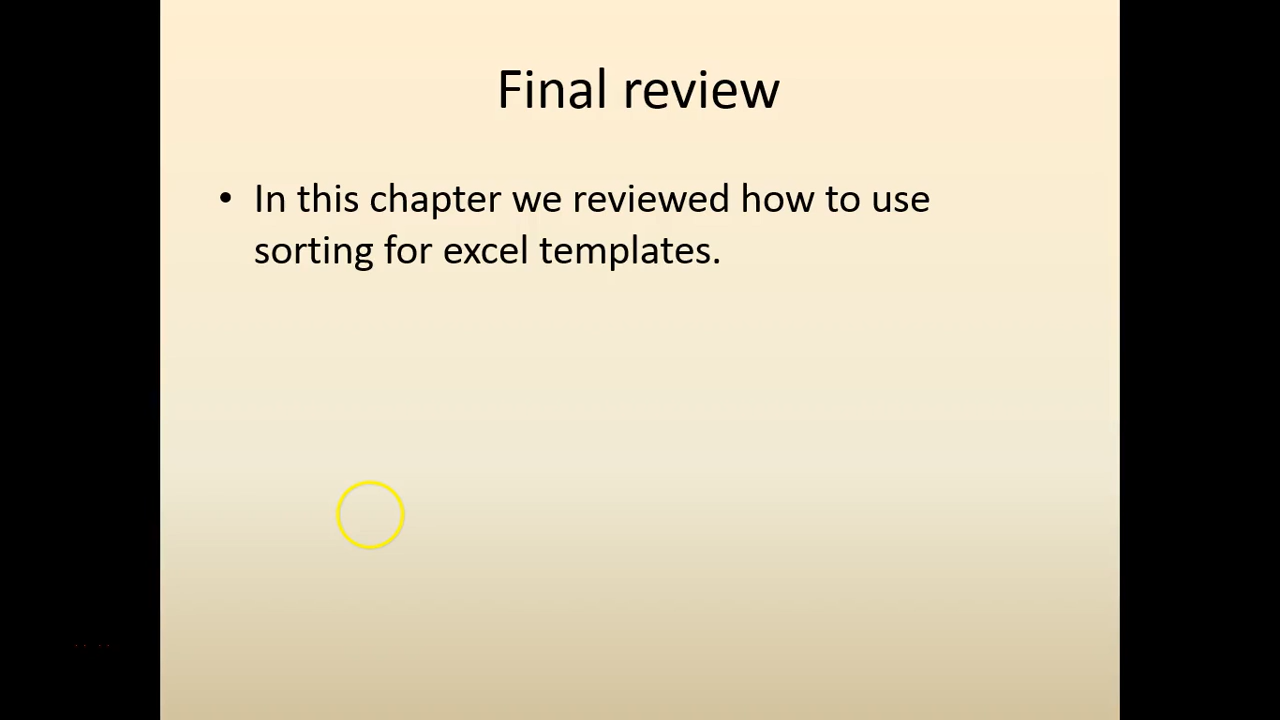 Final review
• In this chapter we reviewed how to use
sorting for excel templates.